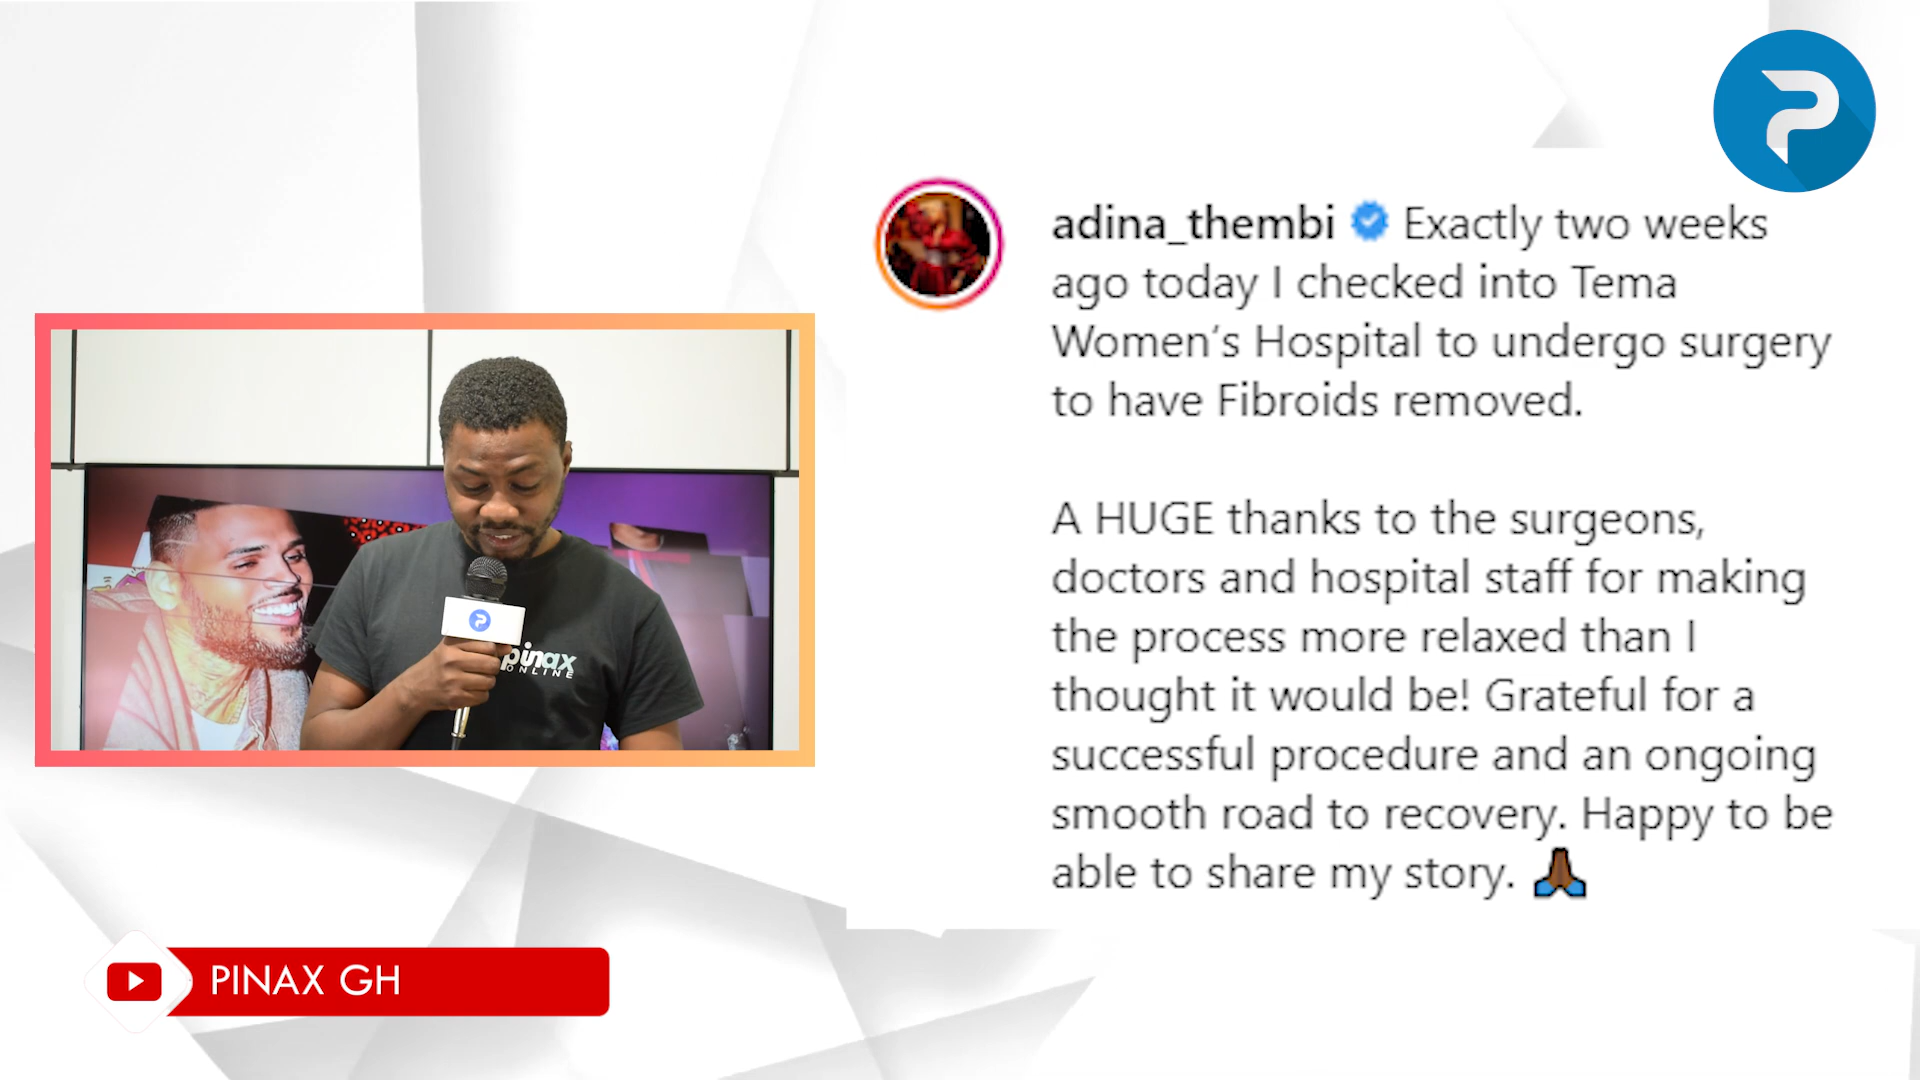 adina_thembi Exactly two weeks
ago today I checked into Tema
Women's Hospital to undergo surgery
to have Fibroids removed.
A HUGE thanks to the surgeons,
doctors and hospital staff for making
the process more relaxed than I
thought it would be! Grateful for a
successful procedure and an ongoing
smooth road to recovery. Happy to be
able to share my story.
pinax
ONLINE
PINAX GH